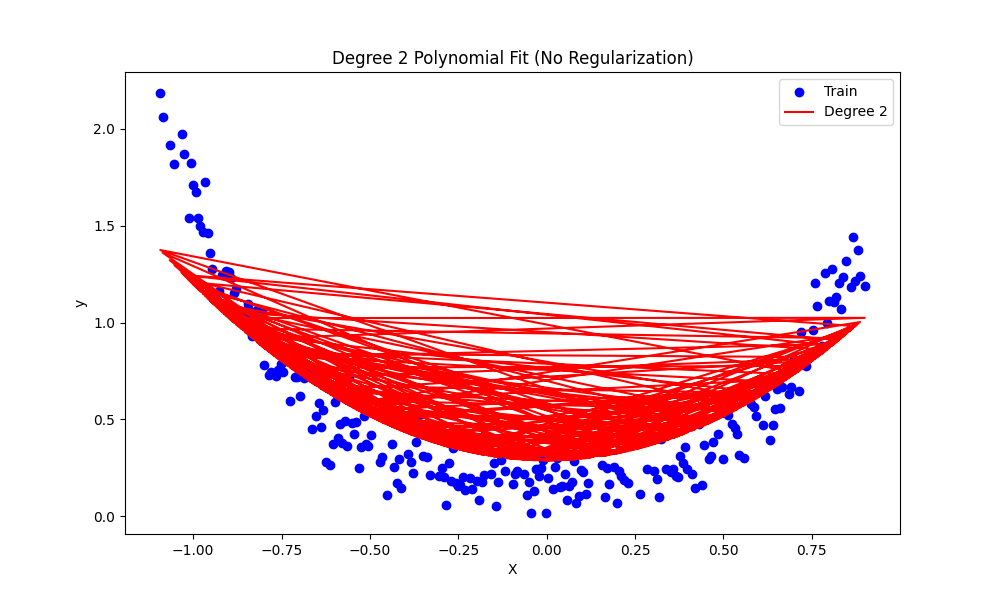 Degree 2 Polynomial Fit (No Regularization)
Train
Degree 2
2.0
1.5
1.0
0.5
0.0
y
−1.00 −0.75 −0.50 −0.25 0.00 0.25 0.50 0.75
X